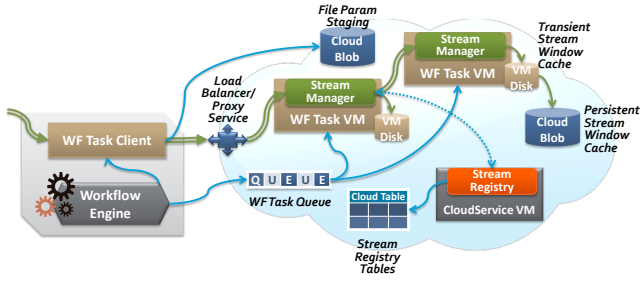 File Param
Staging
Cloud
Blob
Stream
Manager
WF Task VM
VM
Disk
Transient
Stream
Window
Cache
Load
Balancer/
Proxy
Service
Stream
Manager
WF Task VM
VM
Disk
Cloud
Blob
Persistent
Stream
Window
Cache
WF Task Client
Workflow
Engine
QUEUE
WF Task Queue
Cloud Table
Stream
Registry
Tables
Stream
Registry
CloudService VM